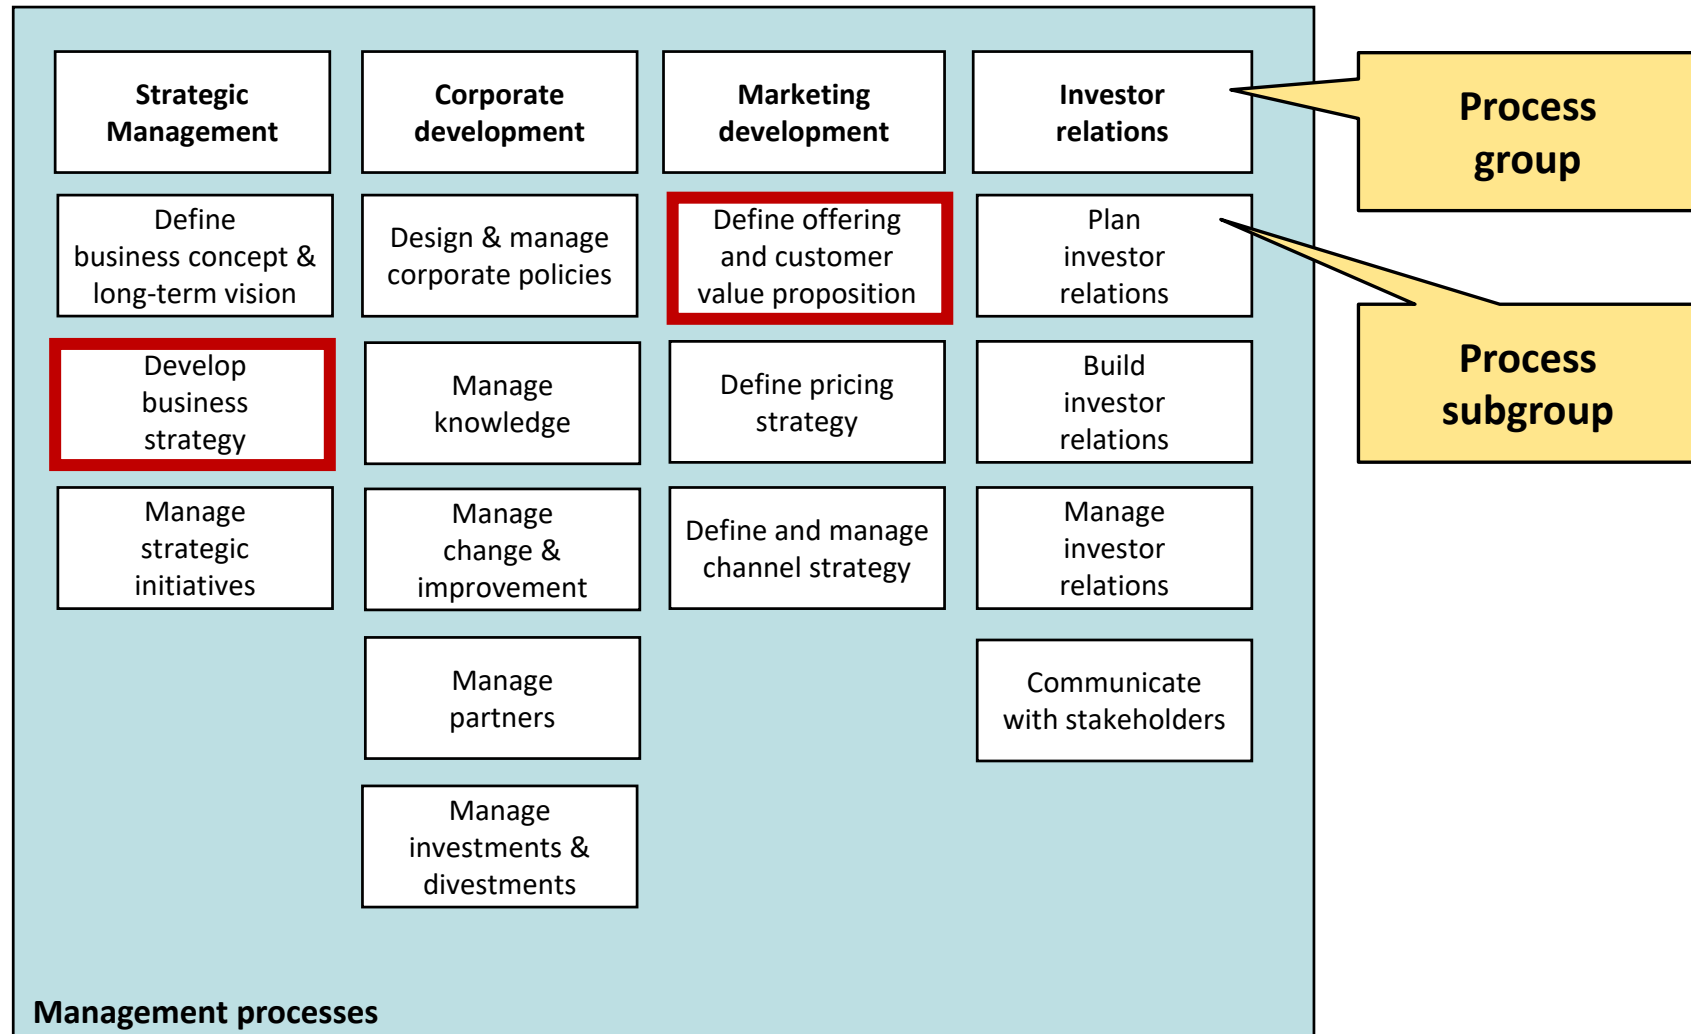 Strategic
Management
Corporate
development
Marketing
development
Investor
relations
Process
group
Define
business concept &
long-term vision
Design & manage
corporate policies
Define offering
and customer
value proposition
Plan
investor
relations
Process
subgroup
Develop
business
strategy
Manage
knowledge
Define pricing
strategy
Build
investor
relations
Manage
strategic
initiatives
Manage
change &
improvement
Define and manage
channel strategy
Manage
investor
relations
Manage
partners
Communicate
with stakeholders
Manage
investments &
divestments
Management processes